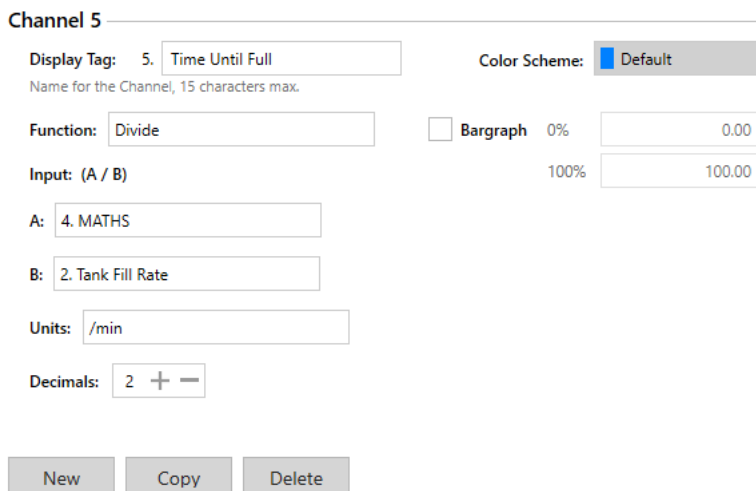 Channel 5
Display Tag: 5. Time Until Full
Color Scheme: Default
Name for the Channel, 15 characters max.
Function: Divide
Bargraph 0% 0.00
Input: (A / B)
100% 100.00
A: 4. MATHS
B: 2. Tank Fill Rate
Units: /min
Decimals: 2 + −
New Copy Delete